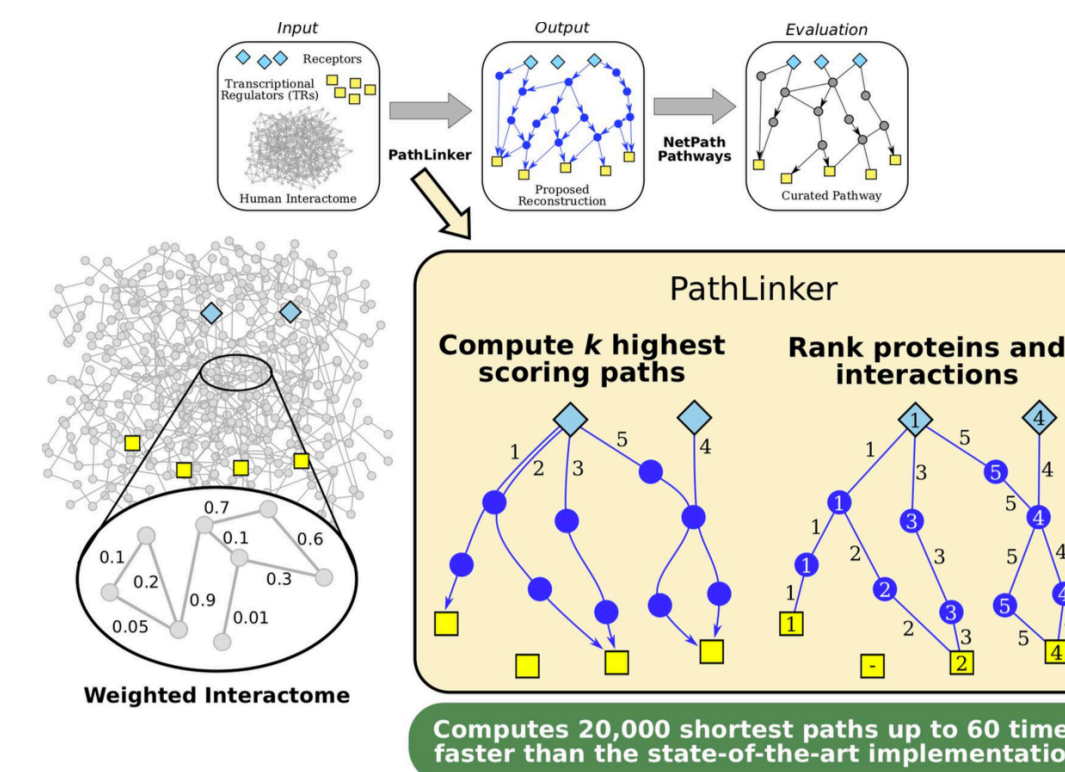 Input
Output
Evaluation
Receptors
Transcriptional
Regulators (TRs)
Human Interactome
PathLinker
Proposed
Reconstruction
NetPath
Pathways
Curated Pathway
PathLinker
Compute k highest
scoring paths
Rank proteins and
interactions
1
2
3
5
4
1
4
1
3
5
4
5
5
1
3
4
1
2
3
5
4
1
2
3
5
4
1
2
3
5
1
-
2
4
0.7
0.1
0.1
0.6
0.2
0.3
0.9
0.05
0.01
Weighted Interactome
Computes 20,000 shortest paths up to 60 time
faster than the state-of-the-art implementatio